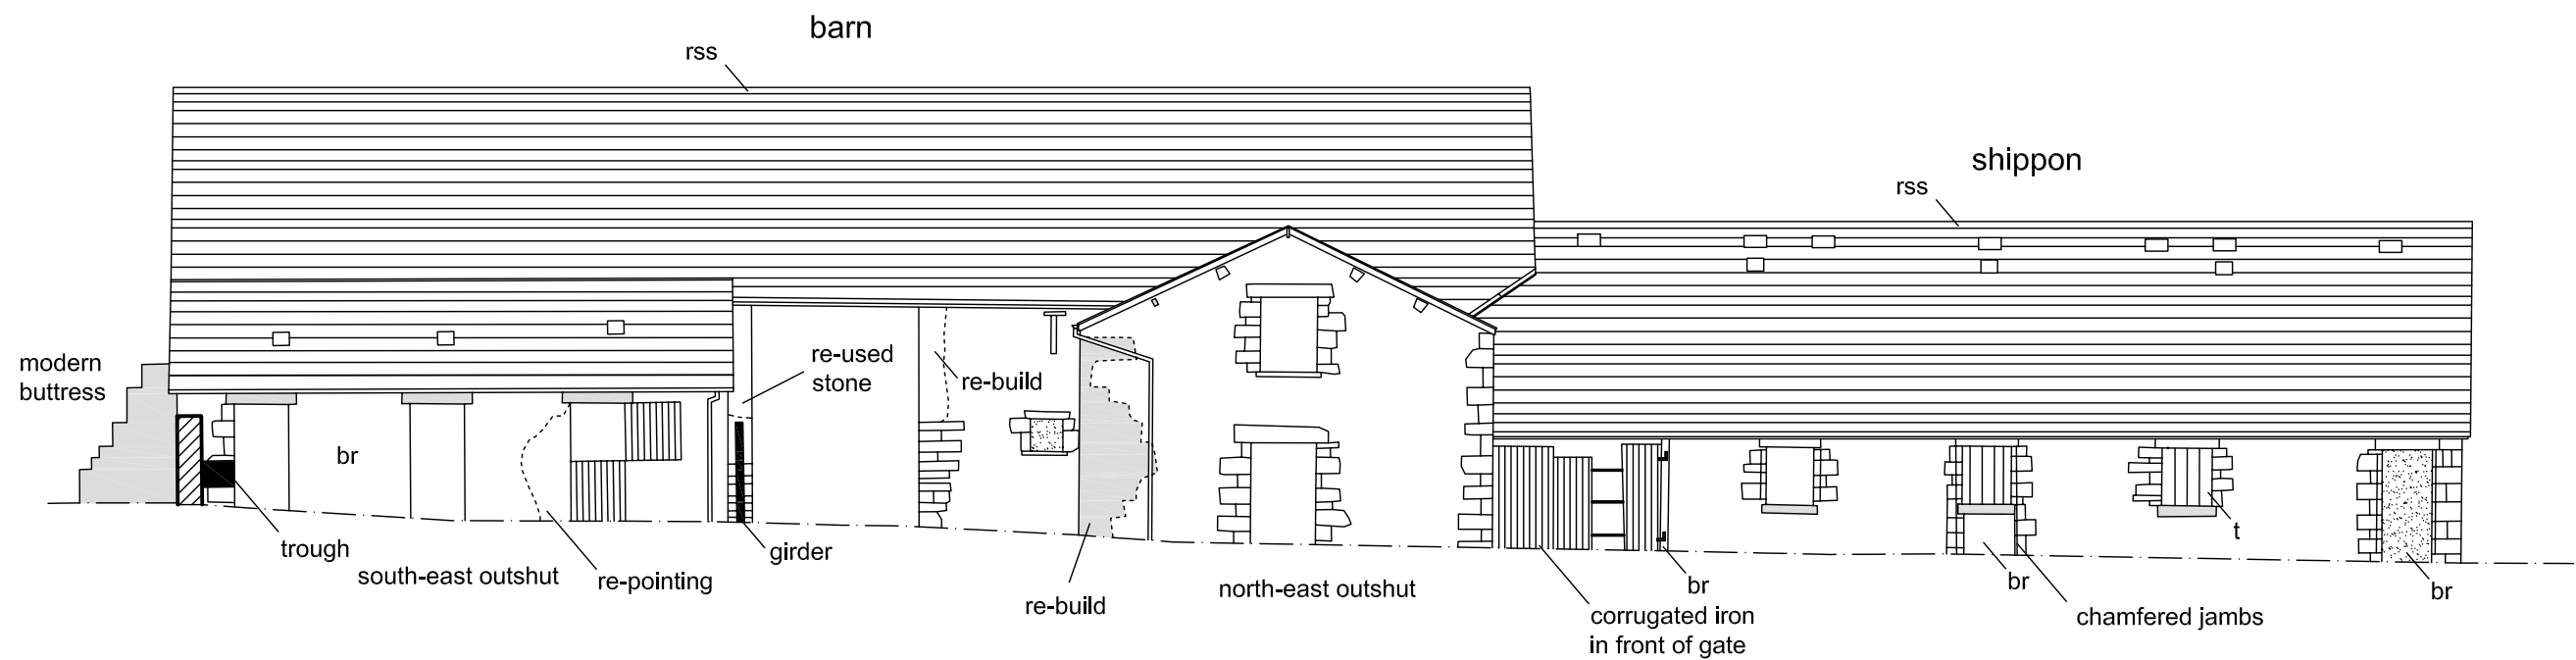 barn
rss
shippon
rss
modern
buttress
re-used
stone
re-build
br
trough
south-east outshut
re-pointing
girder
re-build
north-east outshut
br
corrugated iron
in front of gate
t
br
chamfered jambs
br